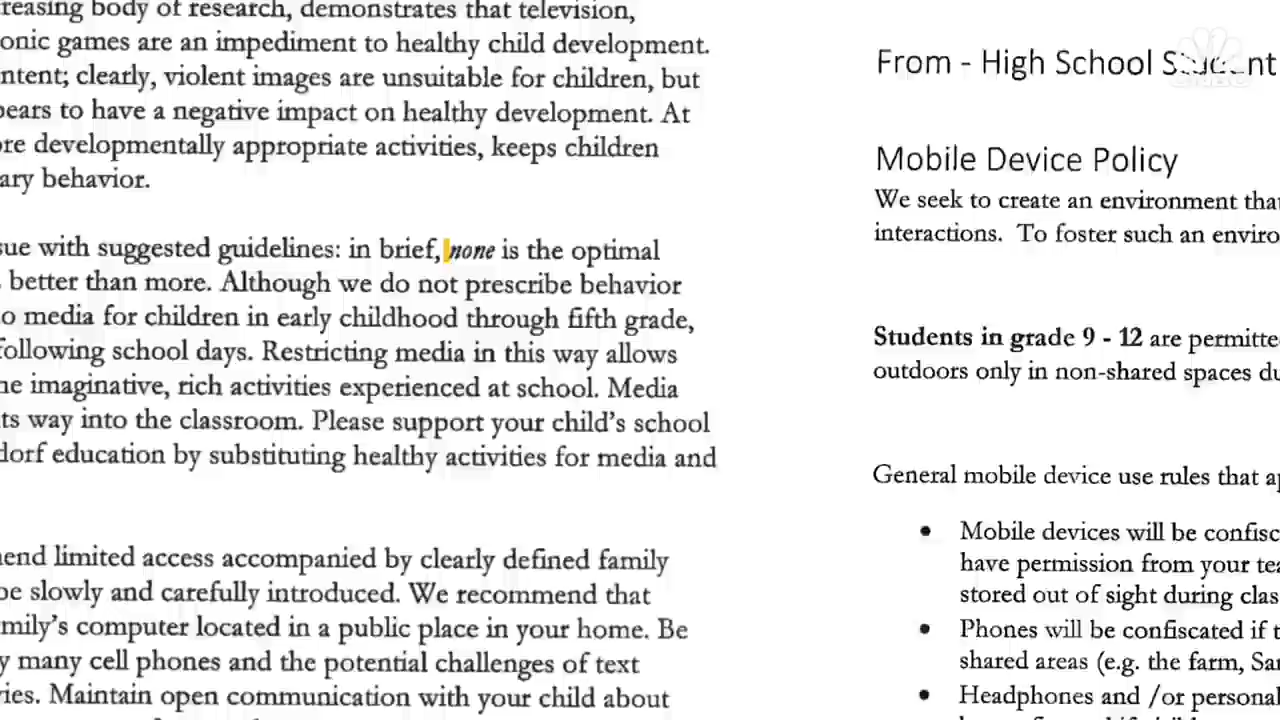 reasing body of research, demonstrates that television,
onic games are an impediment to healthy child development.
ntent; clearly, violent images are unsuitable for children, but
ears to have a negative impact on healthy development. At
re developmentally appropriate activities, keeps children
ary behavior.
sue with suggested guidelines: in brief, none is the optimal
better than more. Although we do not prescribe behavior
o media for children in early childhood through fifth grade,
following school days. Restricting media in this way allows
ne imaginative, rich activities experienced at school. Media
ts way into the classroom. Please support your child's school
dorf education by substituting healthy activities for media and
end limited access accompanied by clearly defined family
be slowly and carefully introduced. We recommend that
mily's computer located in a public place in your home. Be
y many cell phones and the potential challenges of text
ries. Maintain open communication with your child about
From - High School Student
Mobile Device Policy
We seek to create an environment that
interactions. To foster such an enviro
Students in grade 9 - 12 are permitte
outdoors only in non-shared spaces du
General mobile device use rules that ap
Mobile devices will be confisc
have permission from your tea
stored out of sight during clas
Phones will be confiscated if t
shared areas (e.g. the farm, Sa
Headphones and /or personal